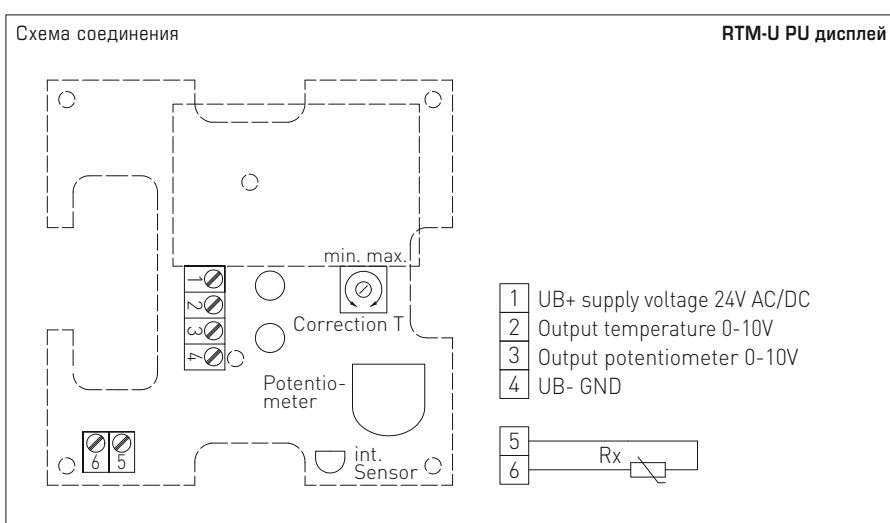 Схема соединения
RTM-U PU дисплей
min. max.
Correction T
1
2
3
4
Potentio-
meter
int.
Sensor
6 5
1 UB+ supply voltage 24V AC/DC
2 Output temperature 0-10V
3 Output potentiometer 0-10V
4 UB- GND
5
6
Rx